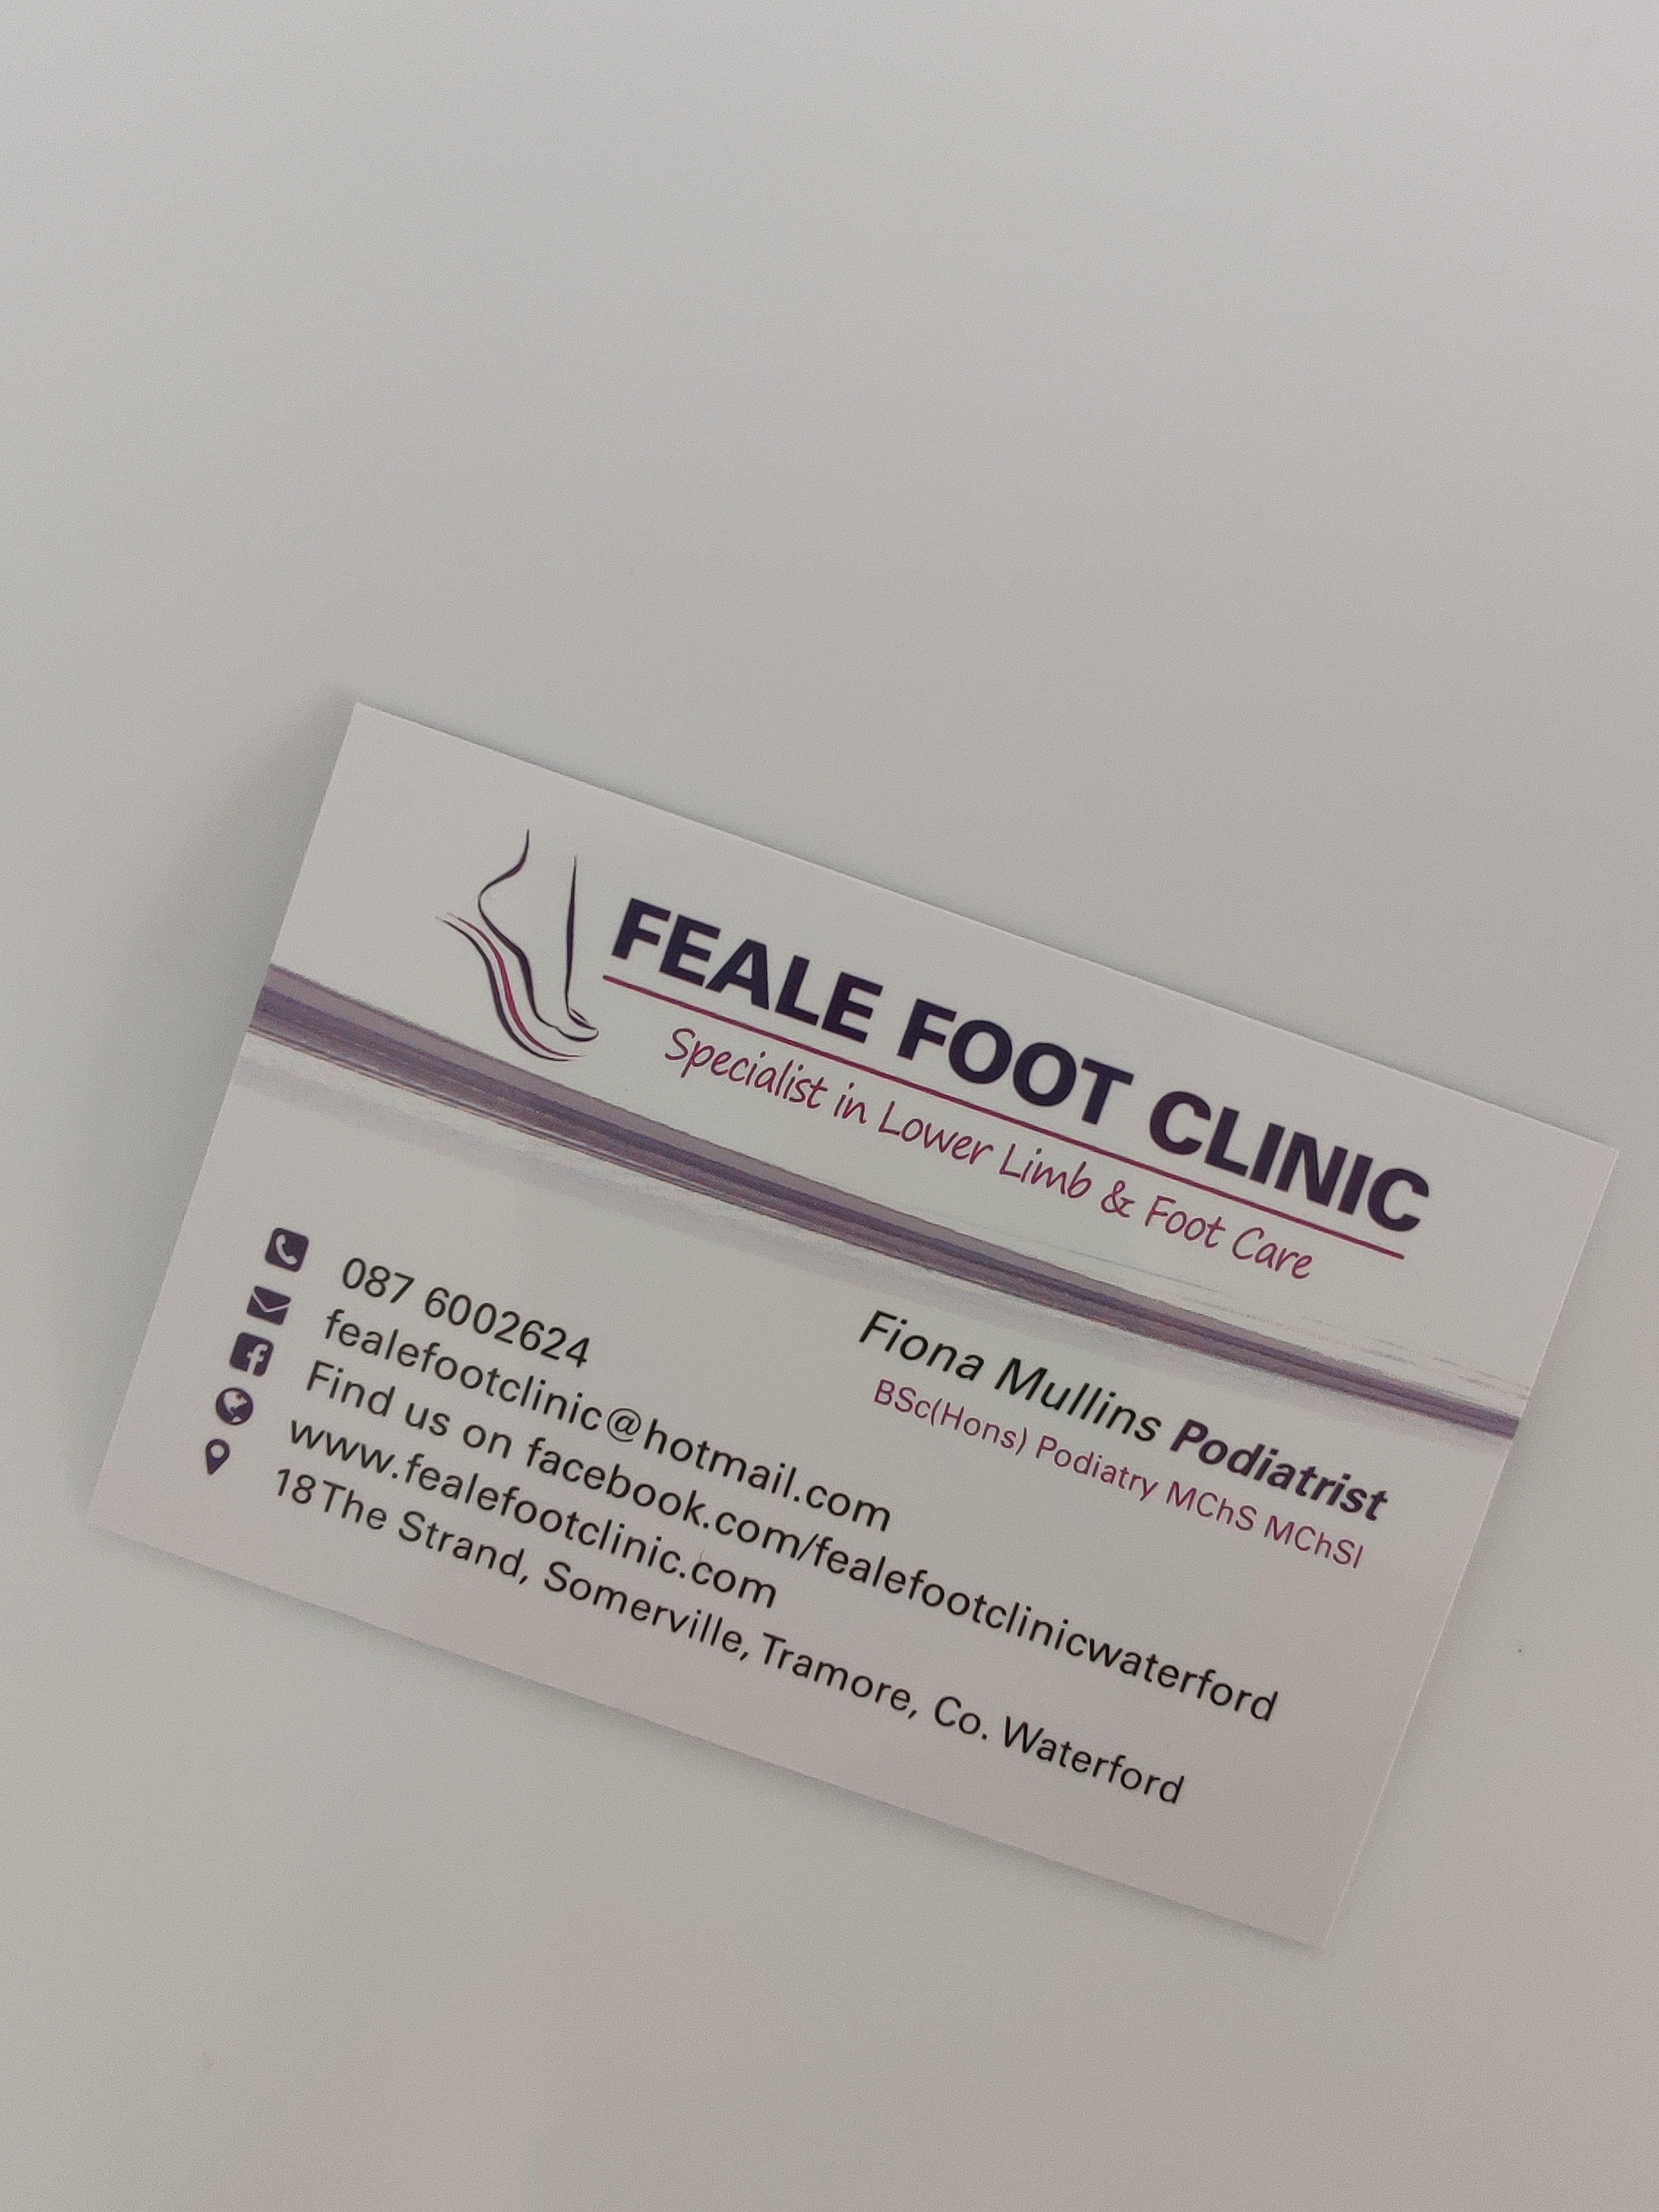 FEALE FOOT CLINIC
Specialist in Lower Limb & Foot Care
Fiona Mullins Podiatrist
BSc(Hons) Podiatry MChS MChSI
087 6002624
fealefootclinic@hotmail.com
Find us on facebook.com/fealefootclinicwaterford
www.fealefootclinic.com
18 The Strand, Somerville, Tramore, Co. Waterford